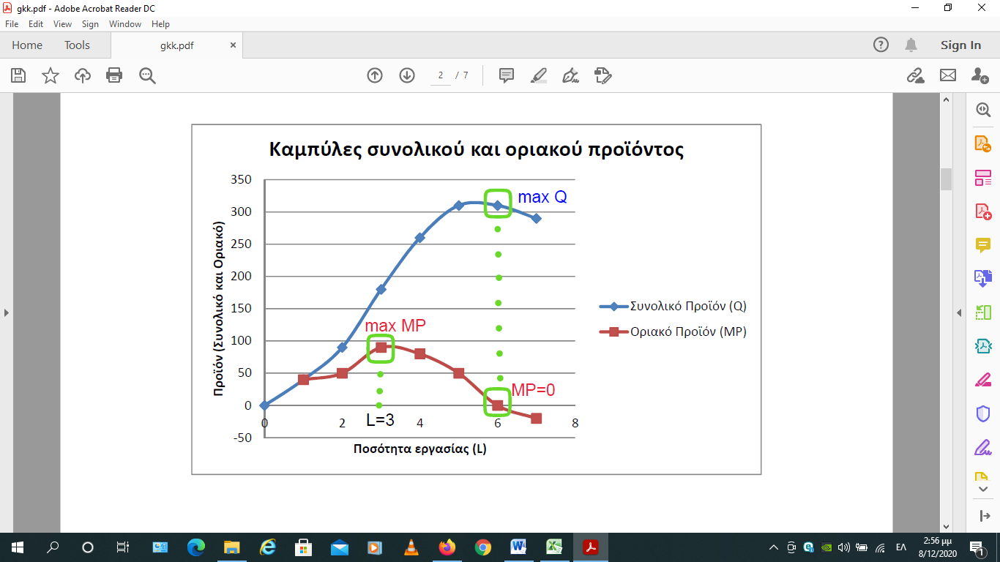 gkk.pdf - Adobe Acrobat Reader DC
File Edit View Sign Window Help
Home Tools gkk.pdf × ? Sign In
2 / 7
Καμπύλες συνολικού και οριακού προϊόντος
Προϊόν (Συνολικό και Οριακό)
350
300
250
200
150
100
50
0
-50
max Q
max MP
MP=0
L=3
0 2 4 6 8
Ποσότητα εργασίας (L)
Συνολικό Προϊόν (Q)
Οριακό Προϊόν (MP)
ΕΛ
2:56 μμ
8/12/2020
1